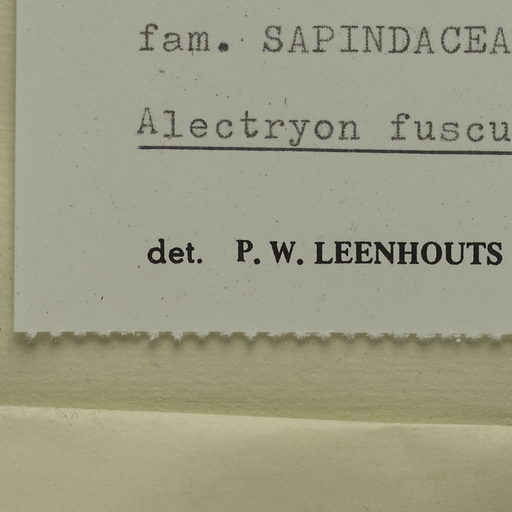 fam. SAPINDACEA
Alectryon fuscu
det. P. W. LEENHOUTS